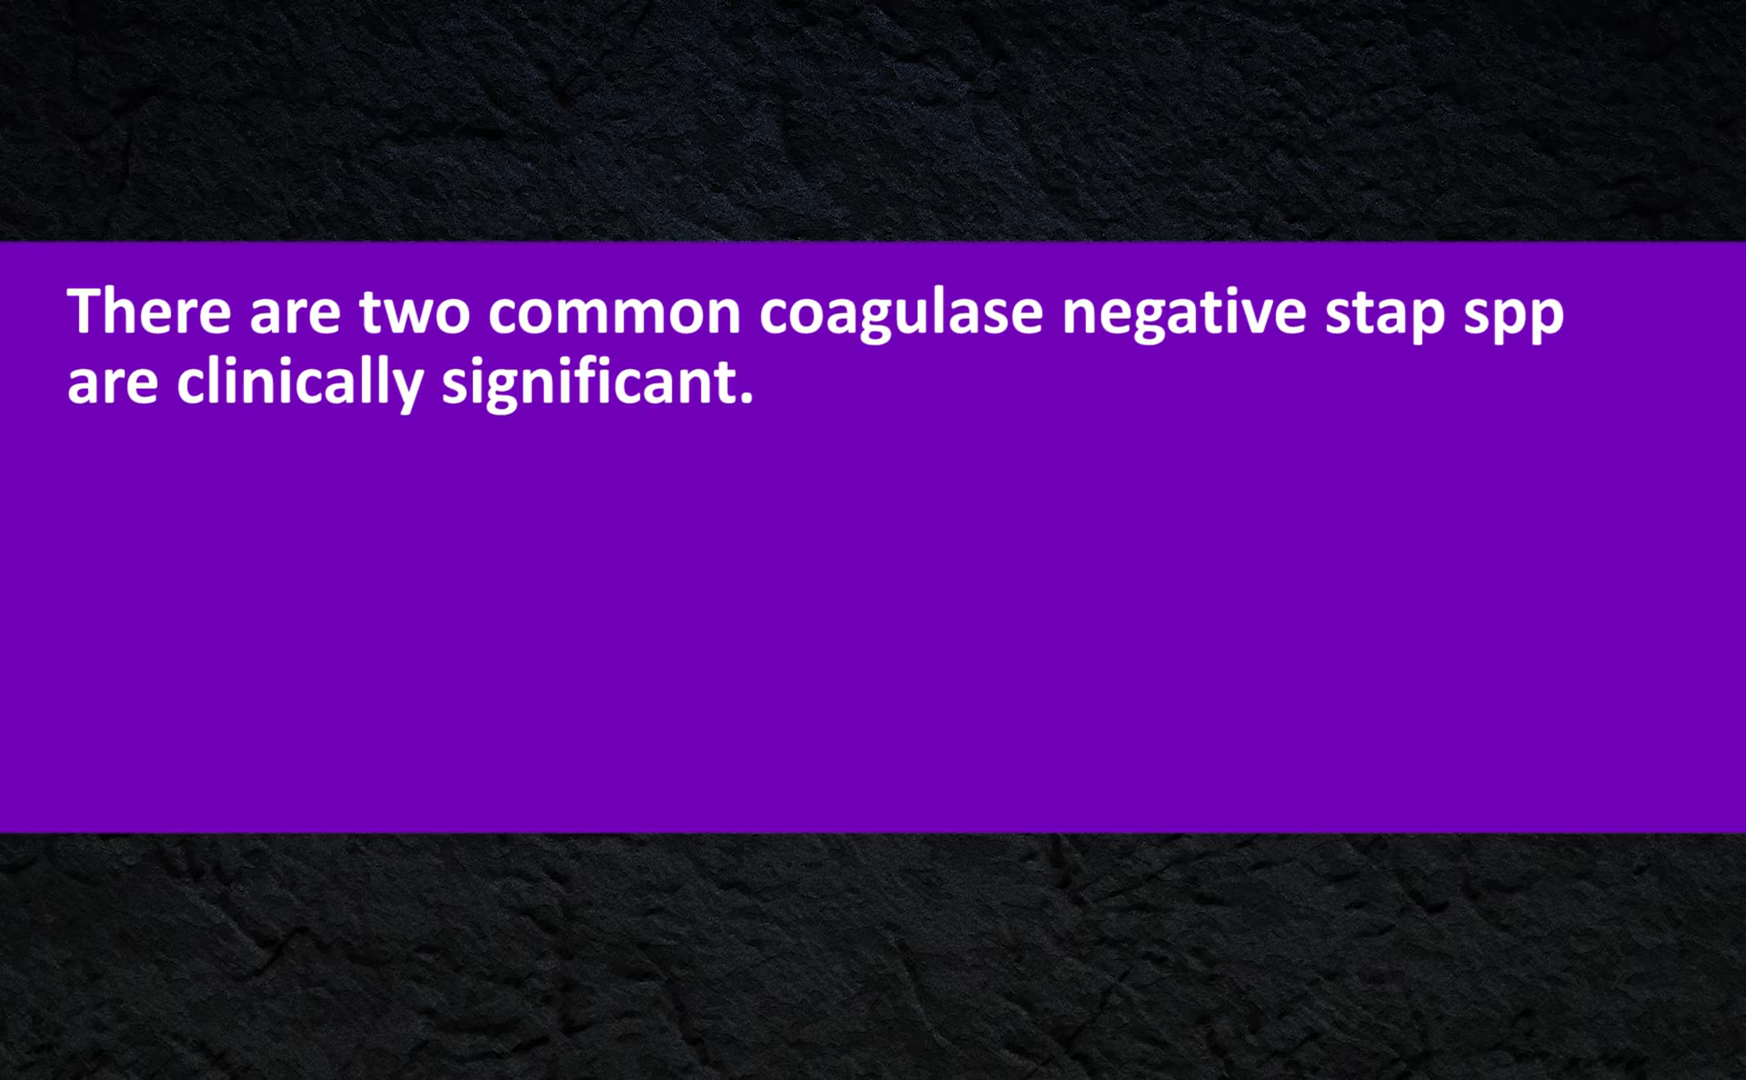 There are two common coagulase negative stap spp
are clinically significant.